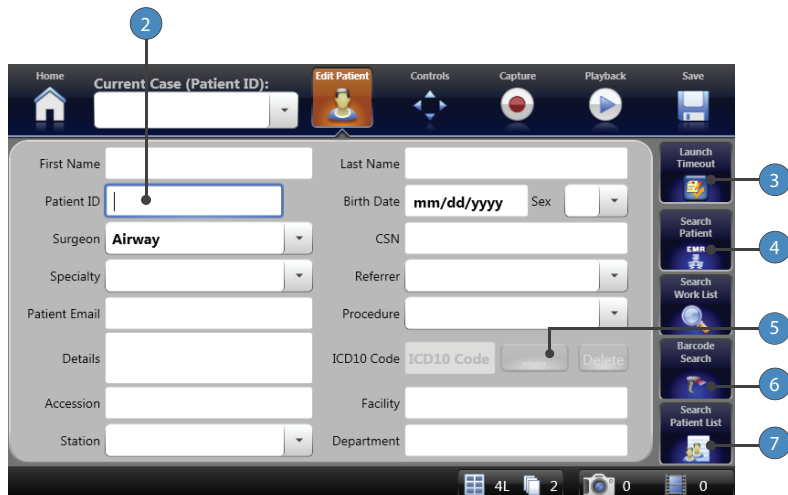 2
Home
Current Case (Patient ID):
Edit Patient
Controls
Capture
Playback
Save
First Name
Last Name
Launch
Timeout
3
Patient ID
Birth Date mm/dd/yyyy Sex
Surgeon Airway
CSN
Search
Patient
EMR
4
Specialty
Referrer
Search
Work List
Patient Email
Procedure
5
Details
ICD10 Code ICD10 Code ...... Delete
Barcode
Search
6
Accession
Facility
Search
Patient List
7
Station
Department
4L 2 0 0